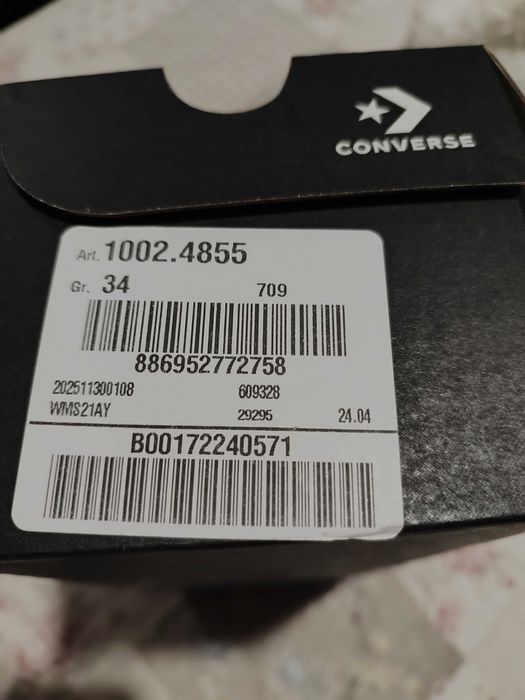 CONVERSE
Art. 1002.4855
Gr. 34 709
886952772758
202511300108 609328
WMS21AY 29295 24.04
B00172240571